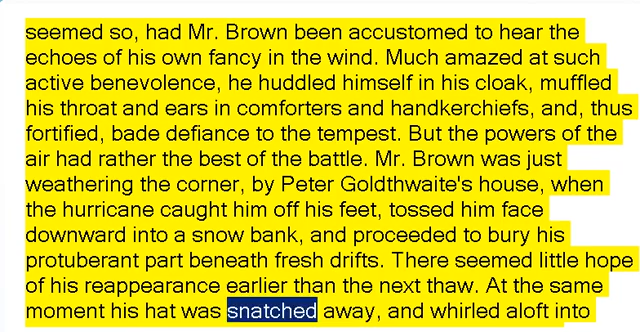 seemed so, had Mr. Brown been accustomed to hear the
echoes of his own fancy in the wind. Much amazed at such
active benevolence, he huddled himself in his cloak, muffled
his throat and ears in comforters and handkerchiefs, and, thus
fortified, bade defiance to the tempest. But the powers of the
air had rather the best of the battle. Mr. Brown was just
weathering the corner, by Peter Goldthwaite's house, when
the hurricane caught him off his feet, tossed him face
downward into a snow bank, and proceeded to bury his
protuberant part beneath fresh drifts. There seemed little hope
of his reappearance earlier than the next thaw. At the same
moment his hat was snatched away, and whirled aloft into